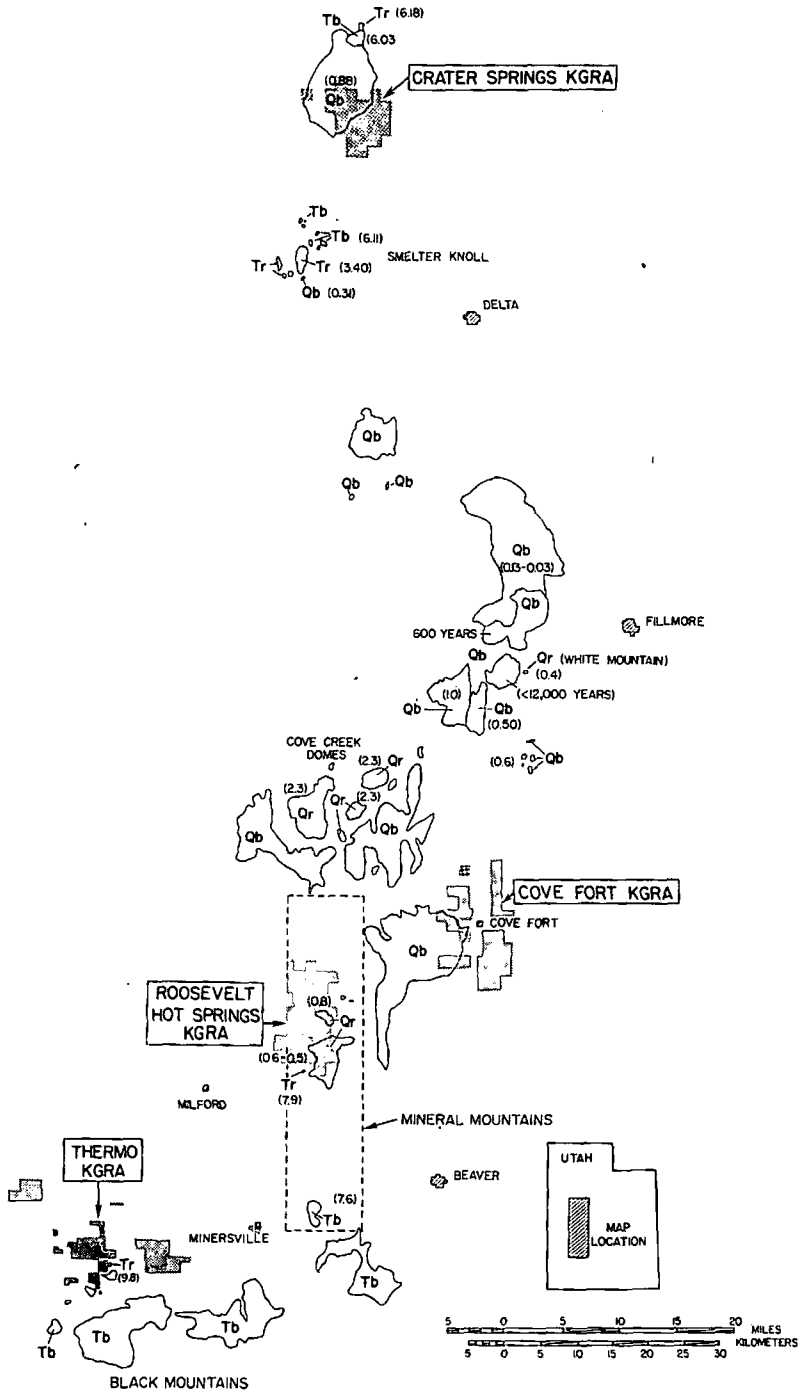 Tr (6.18)
Tb
(6.03
(0.88)
Qb
CRATER SPRINGS KGRA
Tb
Tb (6.11)
Tr
Tr (3.40)
SMELTER KNOLL
Qb (0.31)
DELTA
Qb
Qb
Qb
Qb
(0.13-0.03)
Qb
600 YEARS
FILLMORE
Qb
Qr (WHITE MOUNTAIN)
(0.4)
(1.0)
(<12,000 YEARS)
Qb
Qb
(0.50)
COVE CREEK
DOMES
(2.3)
Qr
(0.6)
Qb
(2.3)
Qr
(2.3)
Qr
Qb
Qb
COVE FORT KGRA
COVE FORT
Qb
ROOSEVELT
HOT SPRINGS
KGRA
(0.8)
Qr
(0.6-0.5)
Tr
(7.9)
MILFORD
MINERAL MOUNTAINS
THERMO
KGRA
BEAVER
UTAH
MAP
LOCATION
(7.6)
Tb
MINERSVILLE
Tr
(9.8)
Tb
Tb
Tb
Tb
BLACK MOUNTAINS
5 0 5 10 20
MILES
KILOMETERS
5 0 5 10 15 20 25 30